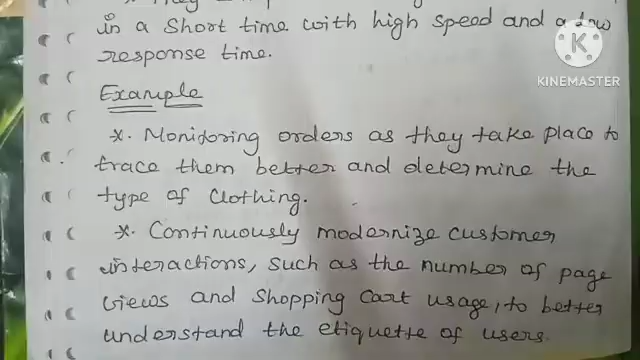 in a short time with high speed and a low
response time.
Example
*. Monitoring orders as they take place to
trace them better and determine the
type of clothing.
*. Continuously modernize customer
interactions, such as the number of page
views and shopping cart usage, to better
understand the etiquette of users.
KINEMASTER